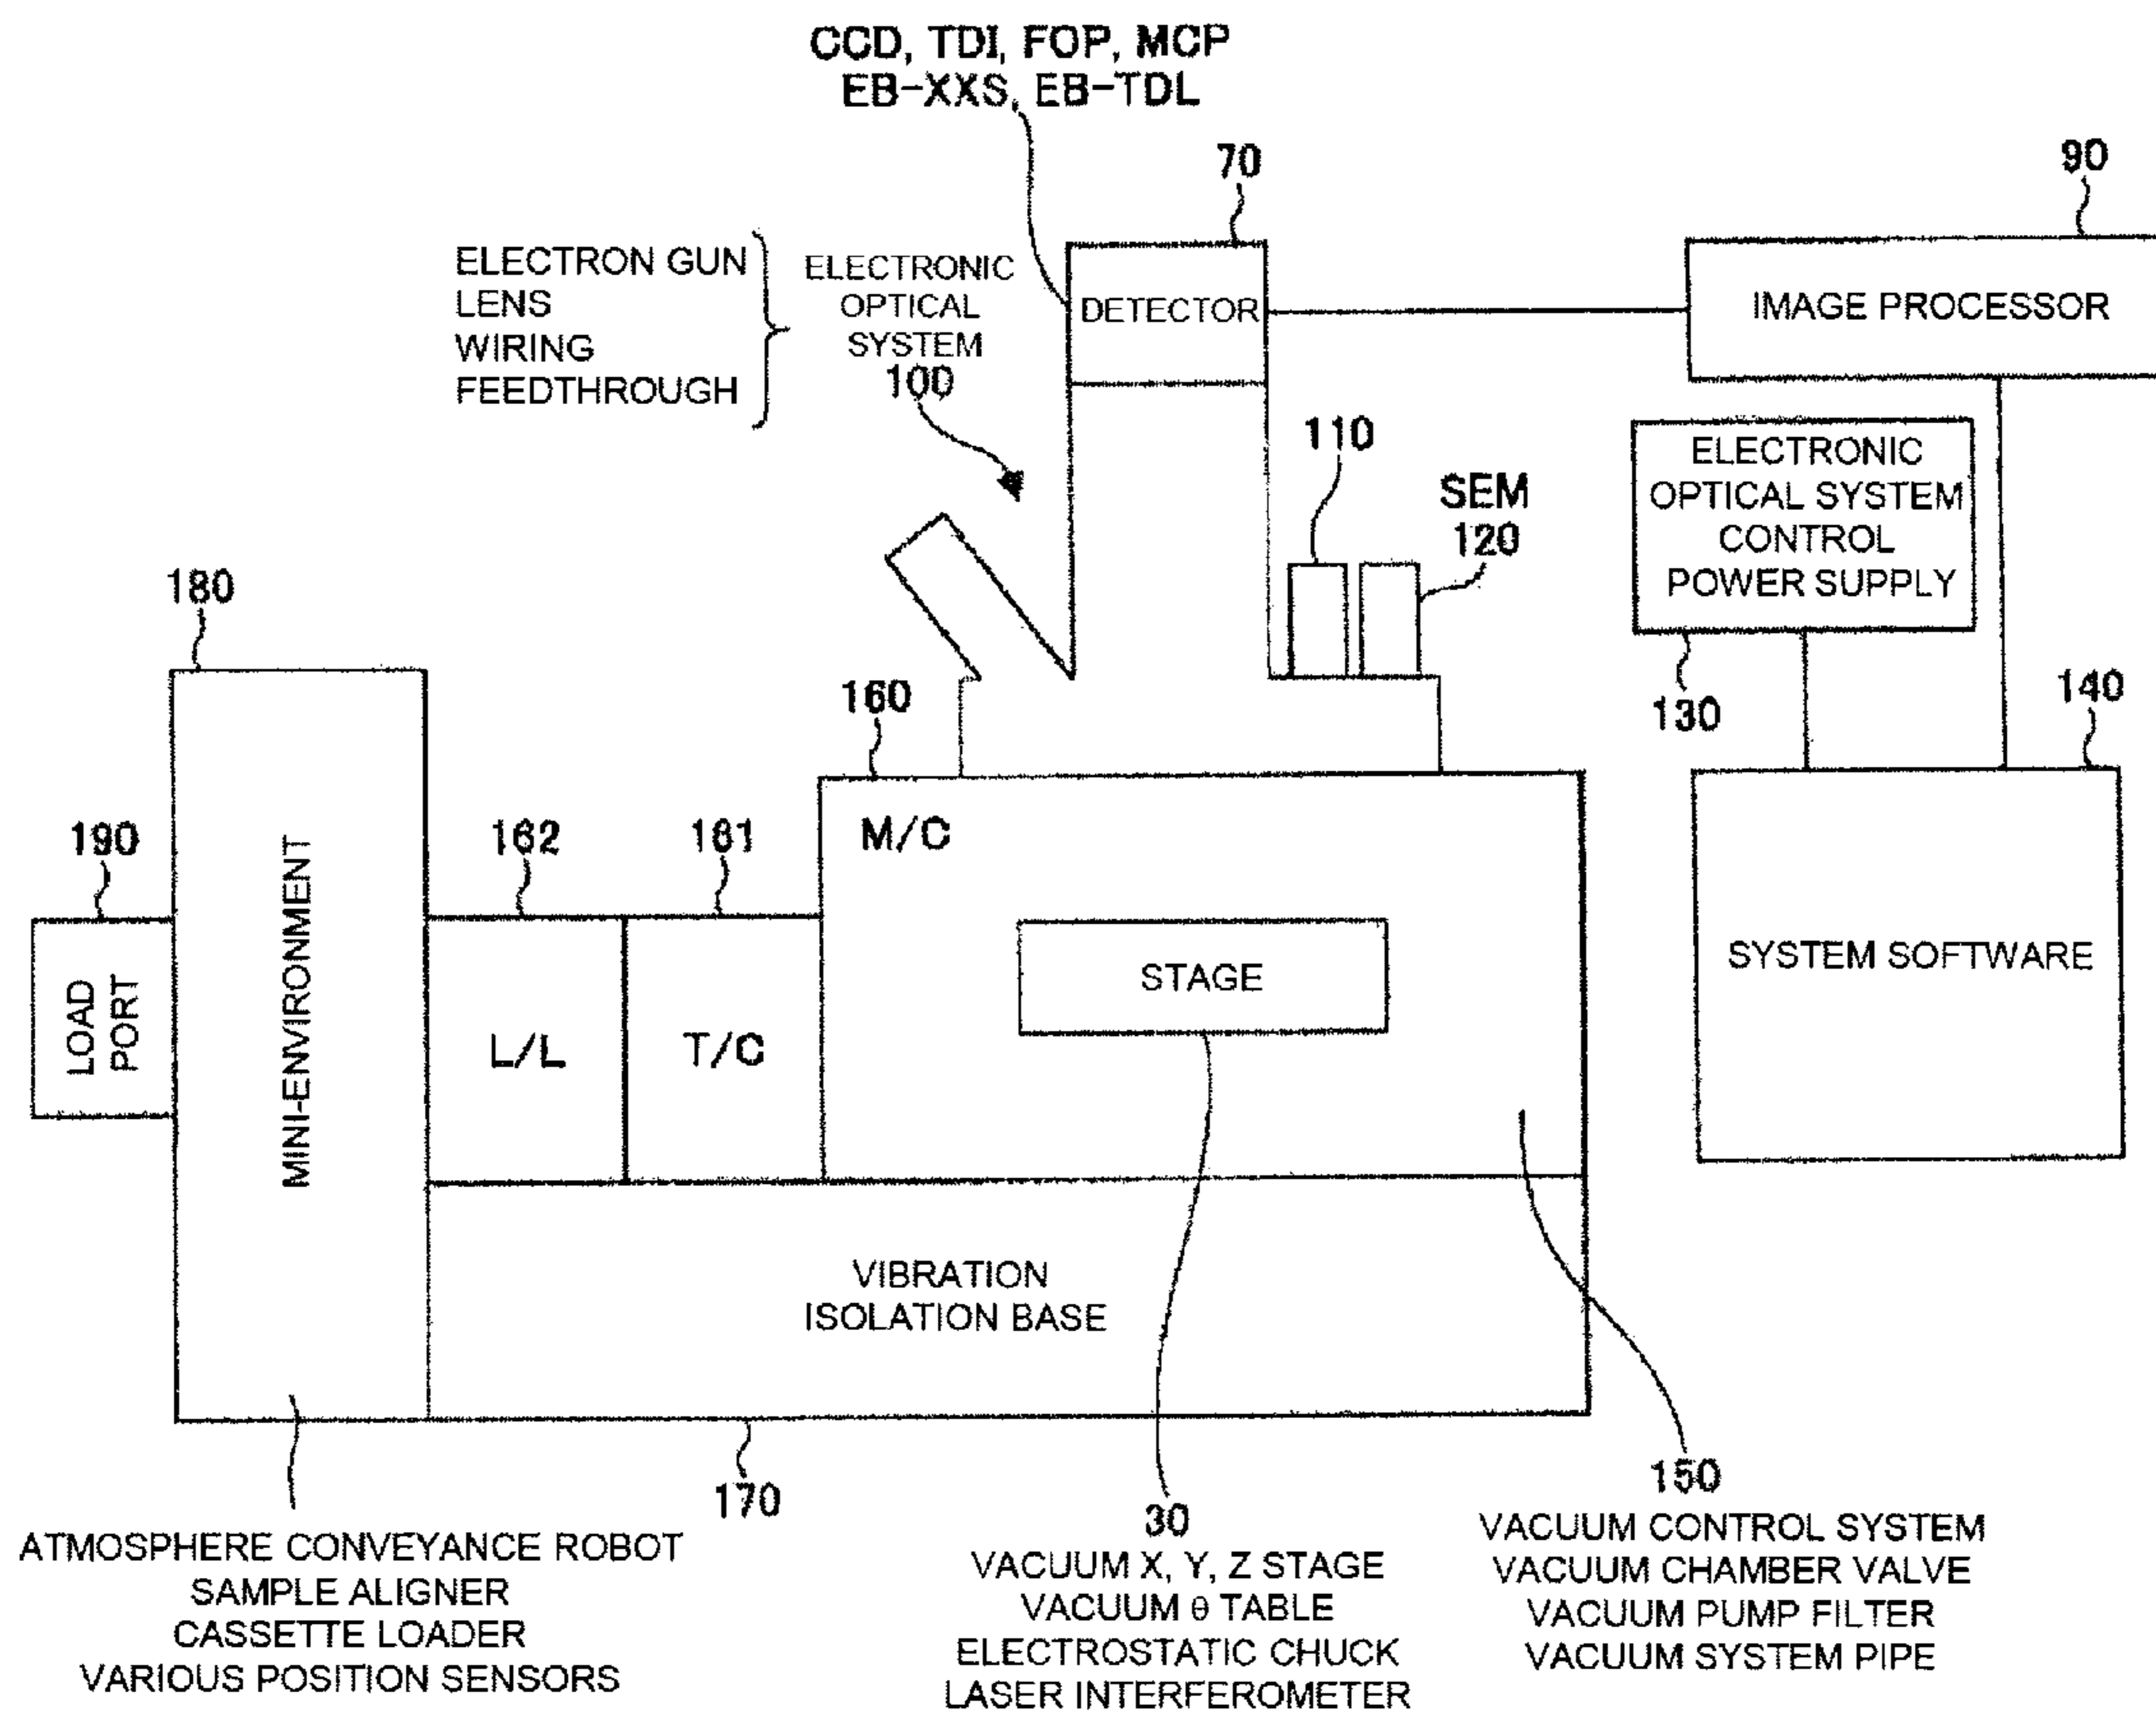 CCD, TDI, FOP, MCP
EB-XXS, EB-TDL
70
90
ELECTRON GUN
LENS
WIRING
FEEDTHROUGH
ELECTRONIC
OPTICAL
SYSTEM
100
DETECTOR
IMAGE PROCESSOR
110
SEM
120
ELECTRONIC
OPTICAL SYSTEM
CONTROL
POWER SUPPLY
130
140
180
160
190
162
161
M/C
LOAD
PORT
MINI-ENVIRONMENT
L/L
T/C
STAGE
SYSTEM SOFTWARE
VIBRATION
ISOLATION BASE
170
30
150
ATMOSPHERE CONVEYANCE ROBOT
SAMPLE ALIGNER
CASSETTE LOADER
VARIOUS POSITION SENSORS
VACUUM X, Y, Z STAGE
VACUUM θ TABLE
ELECTROSTATIC CHUCK
LASER INTERFEROMETER
VACUUM CONTROL SYSTEM
VACUUM CHAMBER VALVE
VACUUM PUMP FILTER
VACUUM SYSTEM PIPE